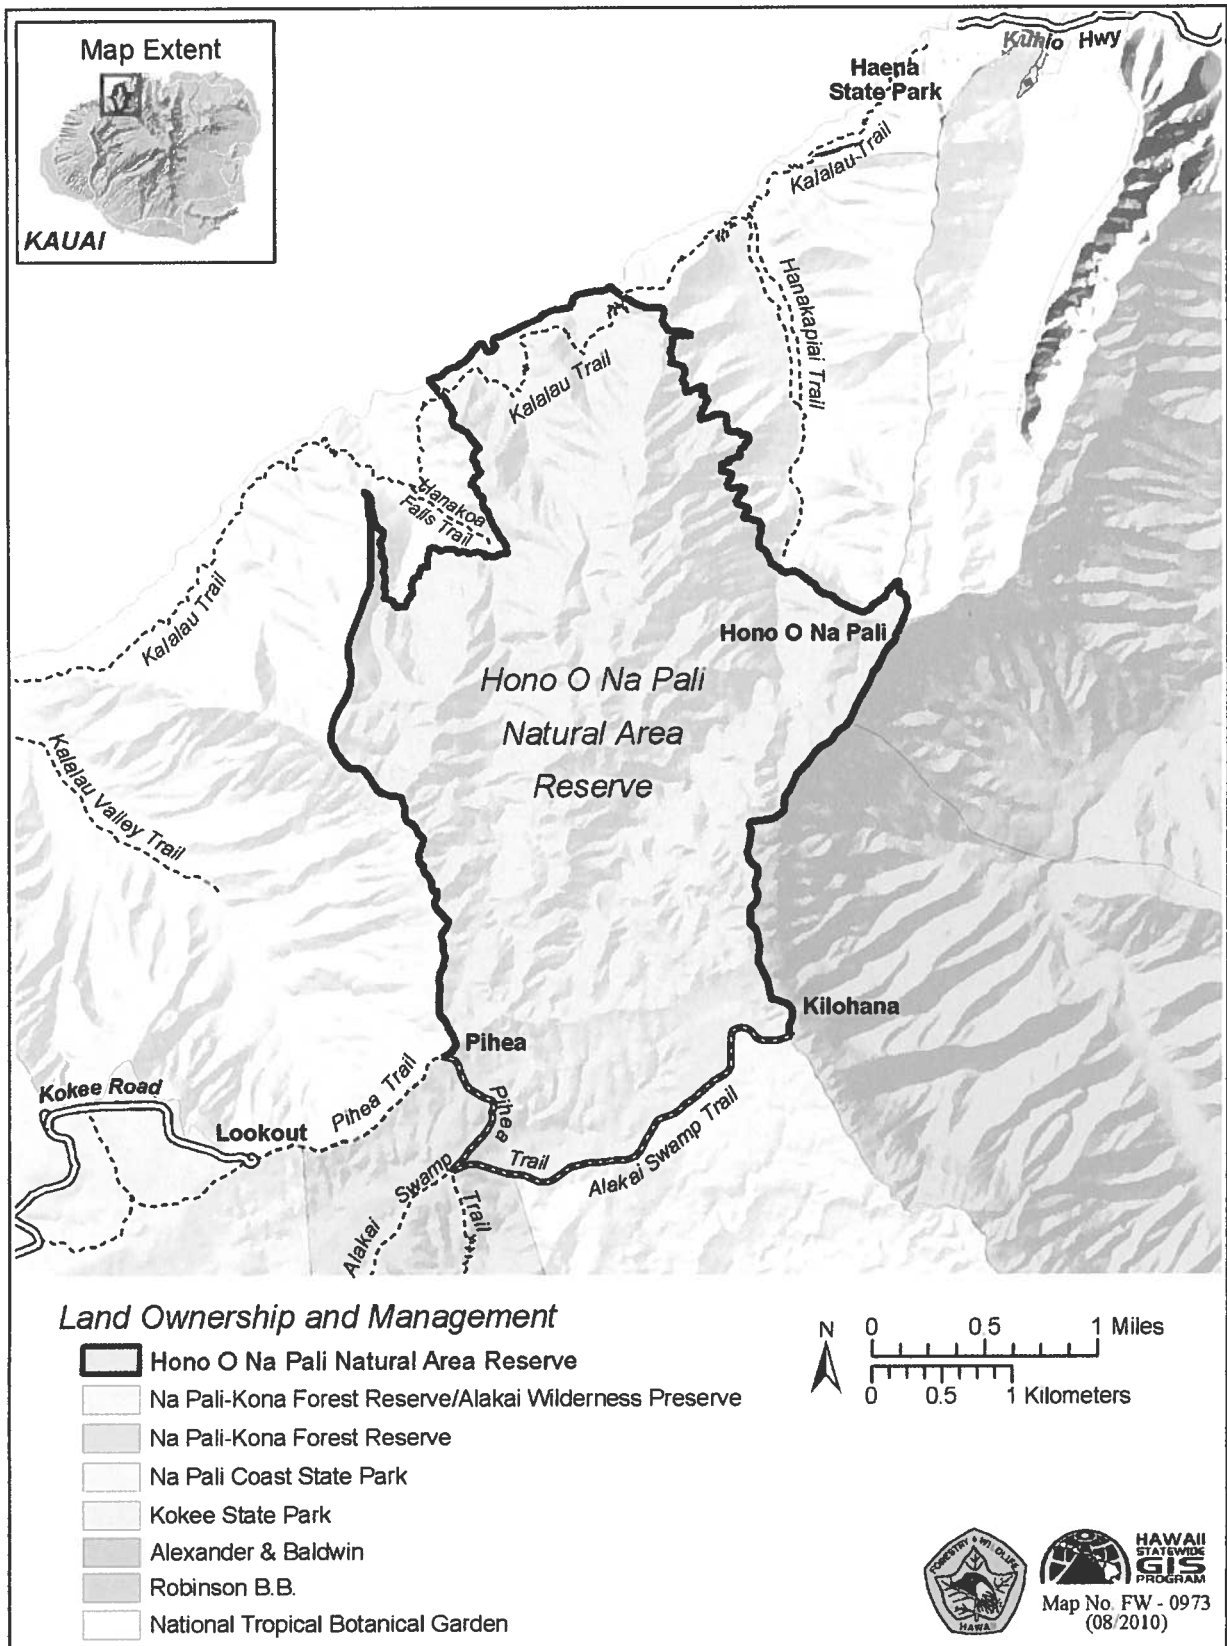 Map Extent
KAUAI
Kuhio Hwy
Haena
State Park
Kalalau Trail
Hanakapiai Trail
Kalalau Trail
Hanakoa
Falls Trail
Kalalau Trail
Hono O Na Pali
Hono O Na Pali
Natural Area
Reserve
Kalalau Valley Trail
Kilohana
Pihea
Kokee Road
Pihea Trail
Lookout
Pihea
Trail
Alakai Swamp Trail
Alakai Swamp
Trail
Land Ownership and Management
Hono O Na Pali Natural Area Reserve
Na Pali-Kona Forest Reserve/Alakai Wilderness Preserve
Na Pali-Kona Forest Reserve
Na Pali Coast State Park
Kokee State Park
Alexander & Baldwin
Robinson B.B.
National Tropical Botanical Garden
N
0 0.5 1 Miles
0 0.5 1 Kilometers
FORESTRY & WILDLIFE
HAWAII
HAWAII
STATEWIDE
GIS
PROGRAM
Map No. FW - 0973
(08/2010)